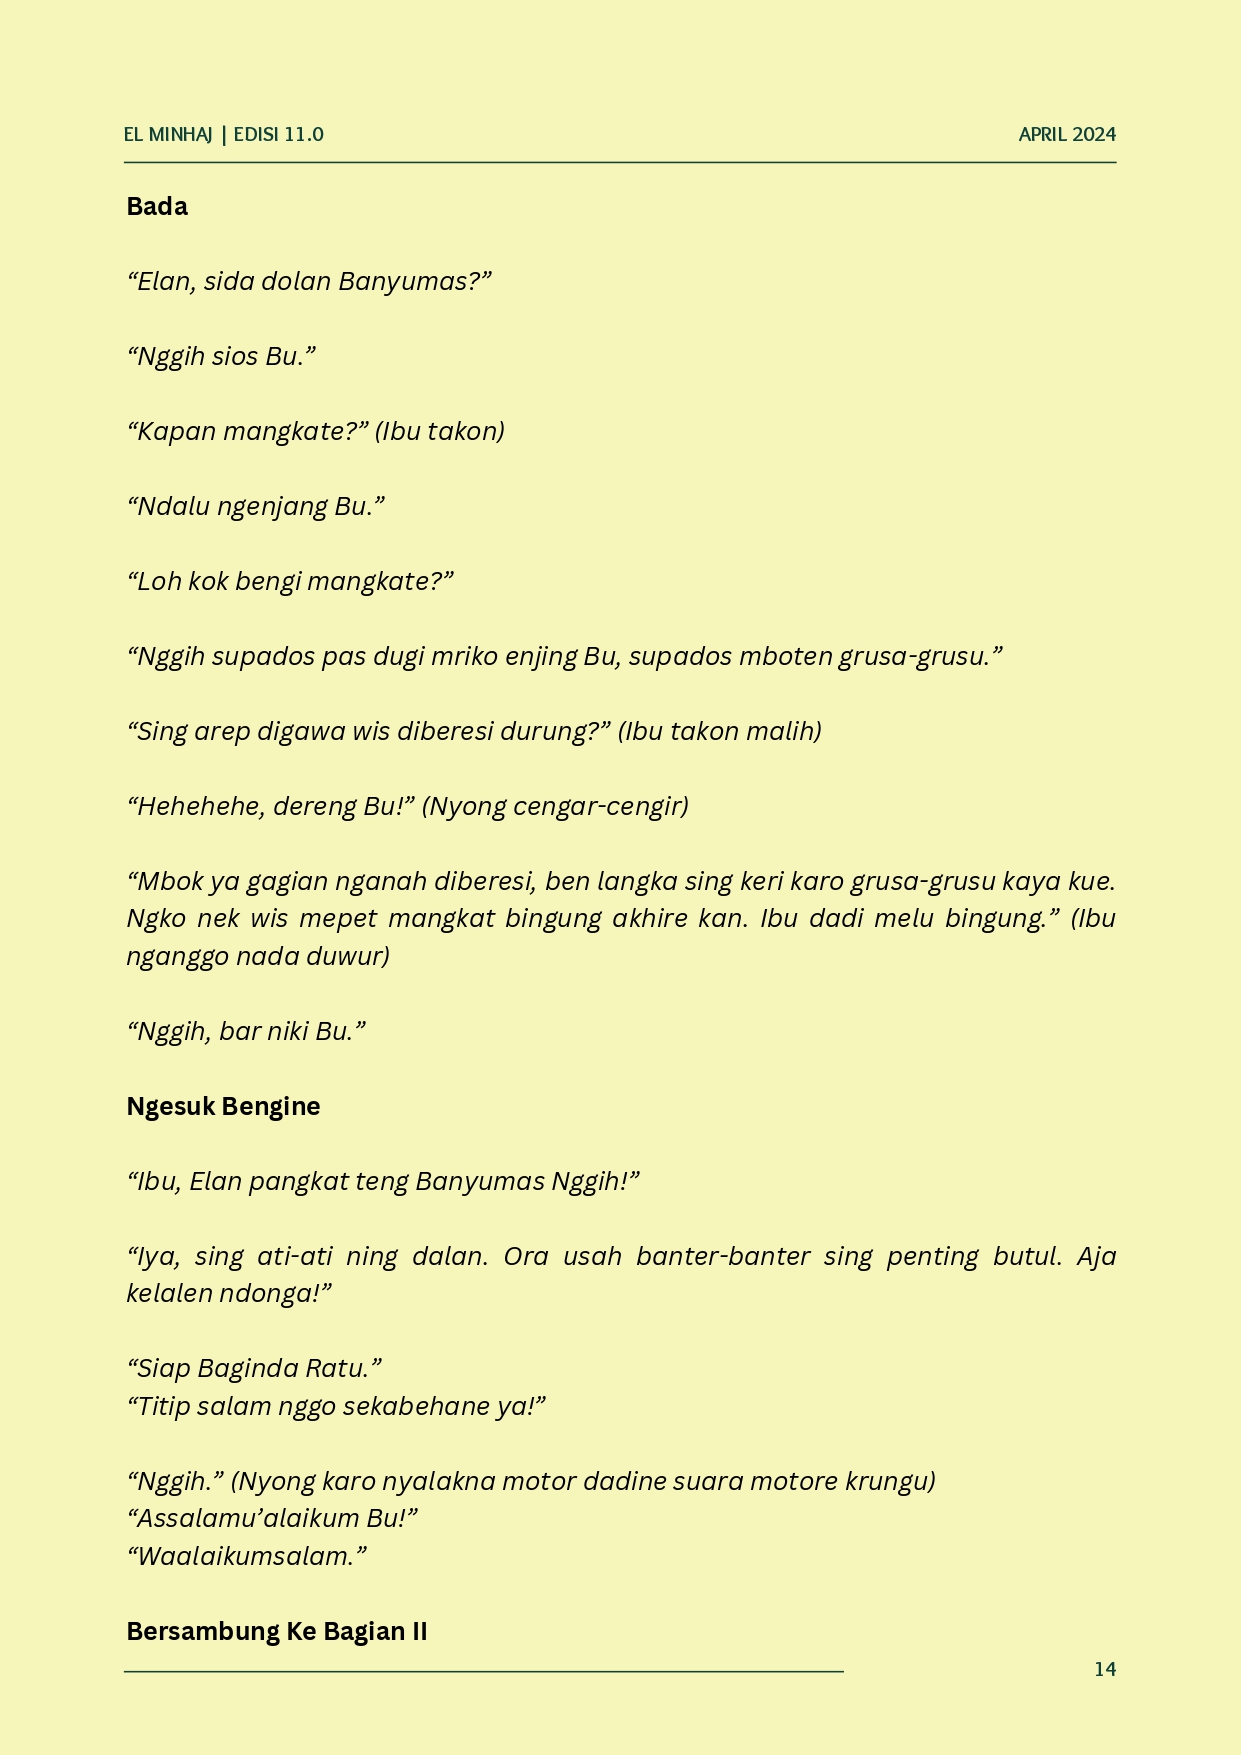 EL MINHAJ | EDISI 11.0
APRIL 2024
Bada
“Elan, sida dolan Banyumas?”
“Nggih sios Bu.”
“Kapan mangkate?” (Ibu takon)
“Ndalu ngenjang Bu.”
“Loh kok bengi mangkate?”
“Nggih supados pas dugi mriko enjing Bu, supados mboten grusa-grusu.”
“Sing arep digawa wis diberesi durung?” (Ibu takon malih)
“Hehehehe, dereng Bu!” (Nyong cengar-cengir)
“Mbok ya gagian nganah diberesi, ben langka sing keri karo grusa-grusu kaya kue.
Ngko nek wis mepet mangkat bingung akhire kan. Ibu dadi melu bingung.” (Ibu
nganggo nada duwur)
“Nggih, bar niki Bu.”
Ngesuk Bengine
“Ibu, Elan pangkat teng Banyumas Nggih!”
“Iya, sing ati-ati ning dalan. Ora usah banter-banter sing penting butul. Aja
kelalen ndonga!”
“Siap Baginda Ratu.”
“Titip salam nggo sekabehane ya!”
“Nggih.” (Nyong karo nyalakna motor dadine suara motore krungu)
“Assalamu’alaikum Bu!”
“Waalaikumsalam.”
Bersambung Ke Bagian II
14